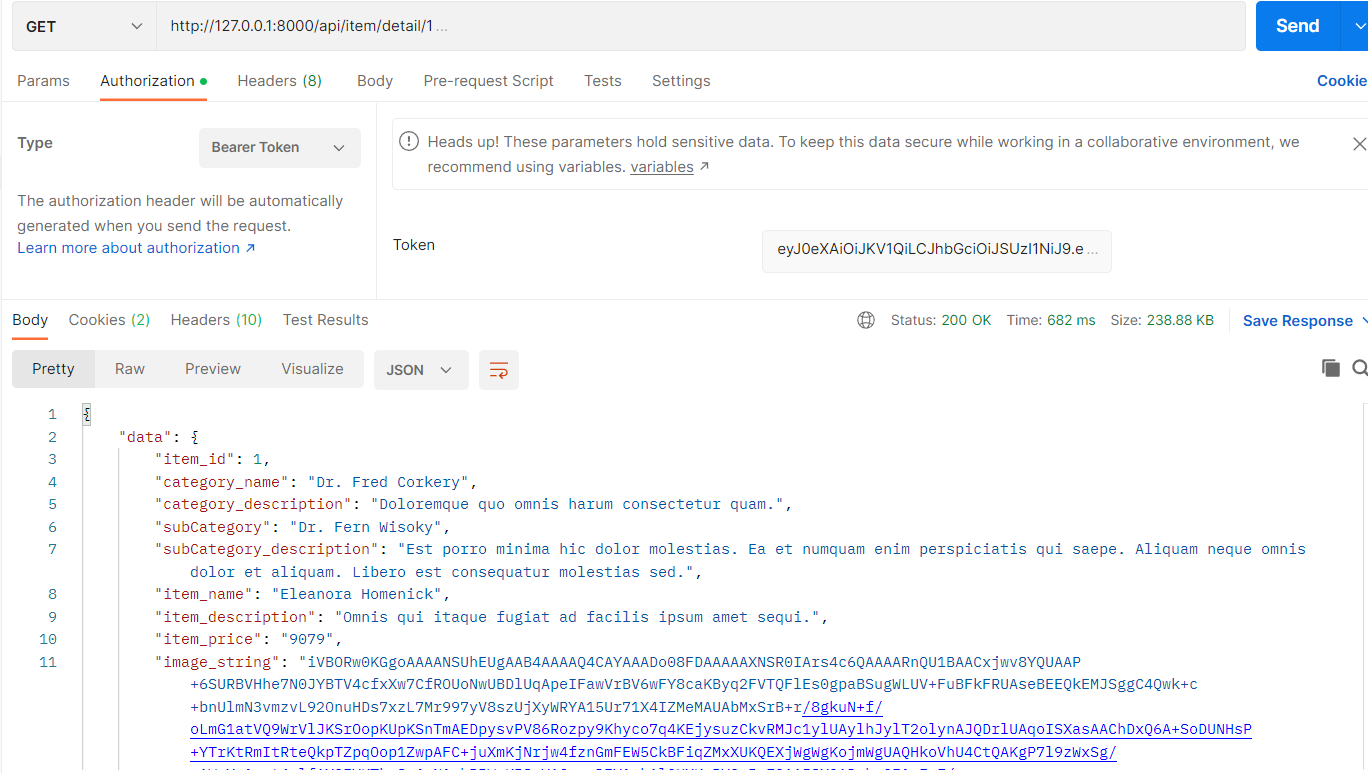 GET http://127.0.0.1:8000/api/item/detail/1 ... Send
Params Authorization Headers (8) Body Pre-request Script Tests Settings Cookie
Type Bearer Token
The authorization header will be automatically
generated when you send the request.
Learn more about authorization ↗
Heads up! These parameters hold sensitive data. To keep this data secure while working in a collaborative environment, we
recommend using variables. variables ↗
Token eyJ0eXAiOiJKV1QiLCJhbGciOiJSUzI1NiJ9.e ...
Body Cookies (2) Headers (10) Test Results Status: 200 OK Time: 682 ms Size: 238.88 KB Save Response
Pretty Raw Preview Visualize JSON
1 {
2 "data": {
3 "item_id": 1,
4 "category_name": "Dr. Fred Corkery",
5 "category_description": "Doloremque quo omnis harum consectetur quam.",
6 "subCategory": "Dr. Fern Wisoky",
7 "subCategory_description": "Est porro minima hic dolor molestias. Ea et numquam enim perspiciatis qui saepe. Aliquam neque omnis
dolor et aliquam. Libero est consequatur molestias sed.",
8 "item_name": "Eleanora Homenick",
9 "item_description": "Omnis qui itaque fugiat ad facilis ipsum amet sequi.",
10 "item_price": "9079",
11 "image_string": "iVBORw0KGgoAAAANSUhEUgAAB4AAAAQ4CAYAAADo08FDAAAAAXNSR0IArs4c6QAAAARnQU1BAACxjwv8YQUAAP
+6SURBVHhe7N0JYBTV4cfxXw7CfROUoNwUBDlUqApeIFawVrBV6wFY8caKByq2FVTQFlEs0gpaBSugWLUV+FuBFkFRUAseBEEQkEMJSggC4Qwk+c
+bnUlmN3vmzvL92OnuHDs7xzL7Mr997yV8szUjXyWRYA15Ur71X4IZMeMAUAbMxSrB+r/8gkuN+f/
oLmG1atVQ9WrVlJKSrOopKUpKSnTmAEDpysvPV86Rozpy9Khyco7q4KEjysuzCkvRMJc1ylUAylhJylT2olynAJQDrlUAqoISXasAAChDxQ6A+SoDUNHsP
+YTrKtRmItRteQkpTZpqOop1ZwpAFC+juXmKjNrjw4fznGmFEW5CkBFiqZMxXUKQEXjWgWgKojmWgUAQHkoVhU4CtQAKgP7l9zWxSg/